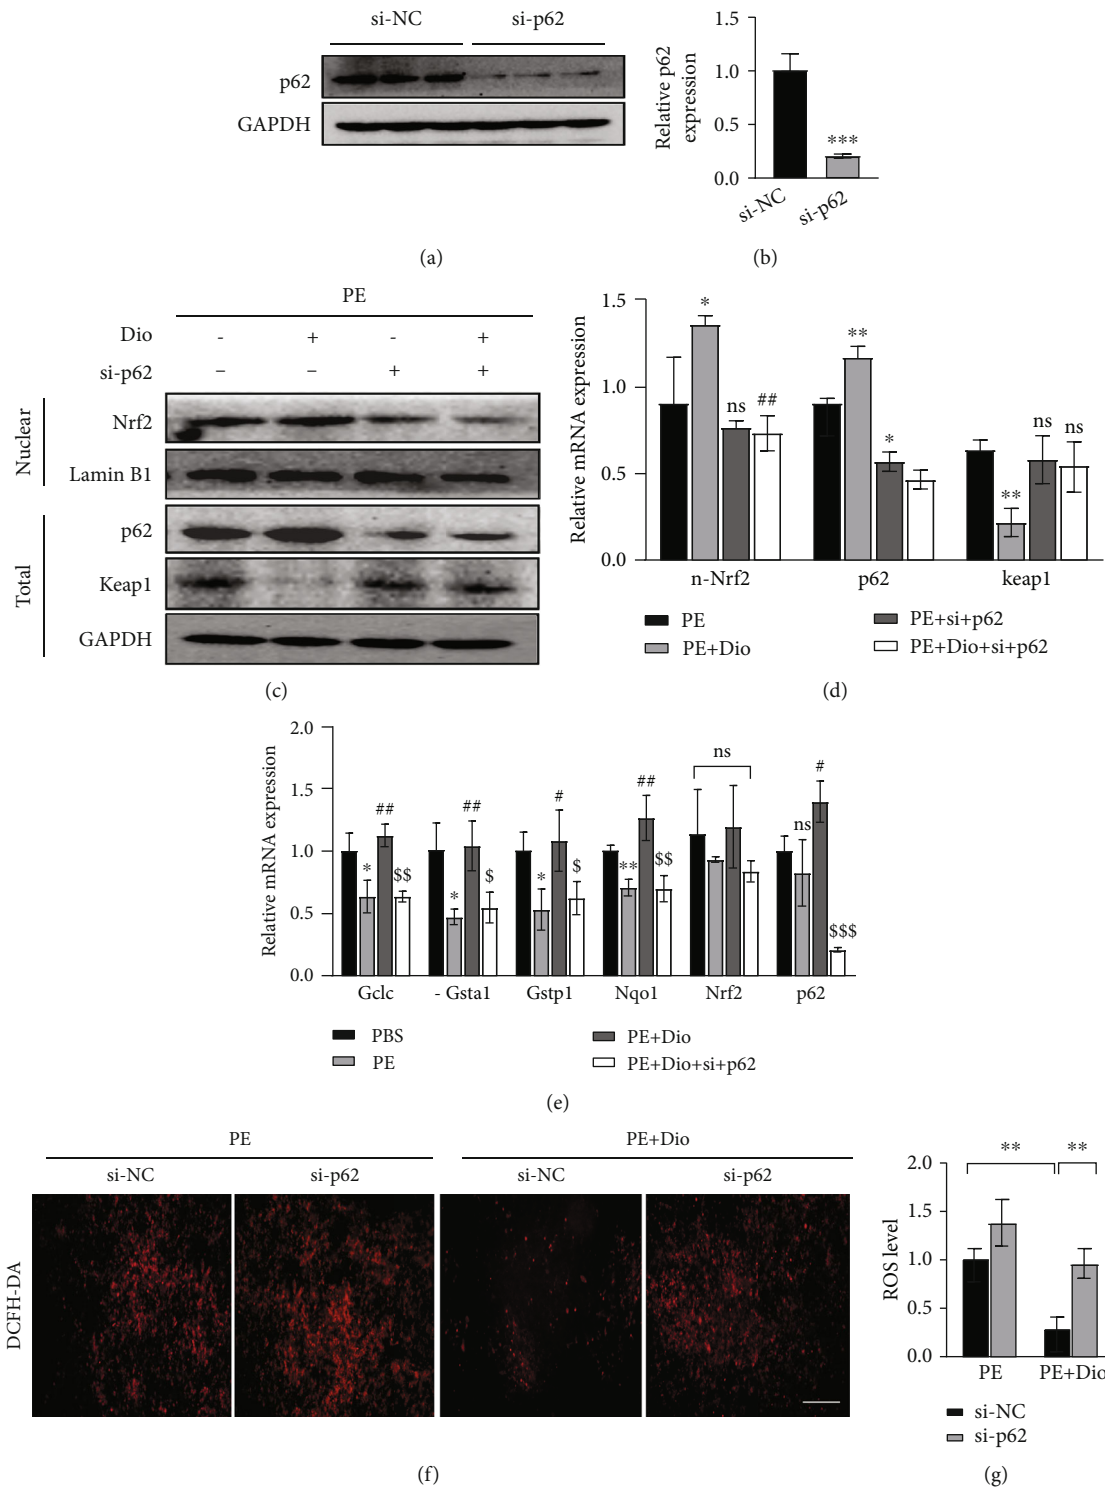 si-NC si-p62
p62
GAPDH
(a)
Relative p62
expression
1.5
1.0
0.5
0.0
***
si-NC si-p62
(b)
PE
Dio - + - +
si-p62 – – + +
Nuclear
Nrf2
Lamin B1
Total
p62
Keap1
GAPDH
(c)
Relative mRNA expression
1.5
1.0
0.5
0.0
* ns ##
** *
** ns ns
n-Nrf2 p62 keap1
PE PE+si+p62
PE+Dio PE+Dio+si+p62
(d)
Relative mRNA expression
2.0
1.5
1.0
0.5
0.0
* ## $$
* ## $
* # $
** ## $$
ns
ns # $$$
Gclc - Gsta1 Gstp1 Nqo1 Nrf2 p62
PBS PE+Dio
PE PE+Dio+si+p62
(e)
PE PE+Dio
si-NC si-p62 si-NC si-p62
DCFH-DA
(f)
ROS level
2.0
1.5
1.0
0.5
0.0
** **
PE PE+Dio
si-NC
si-p62
(g)